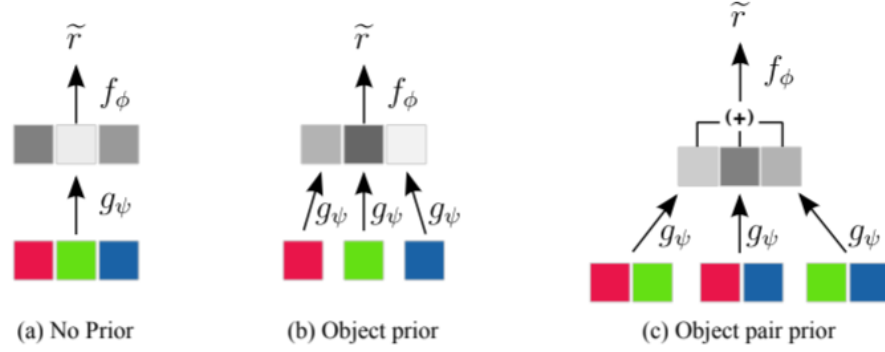 r̃
f_ϕ
g_ψ
(a) No Prior
r̃
f_ϕ
g_ψ g_ψ g_ψ
(b) Object prior
r̃
f_ϕ
(+)
g_ψ g_ψ g_ψ
(c) Object pair prior